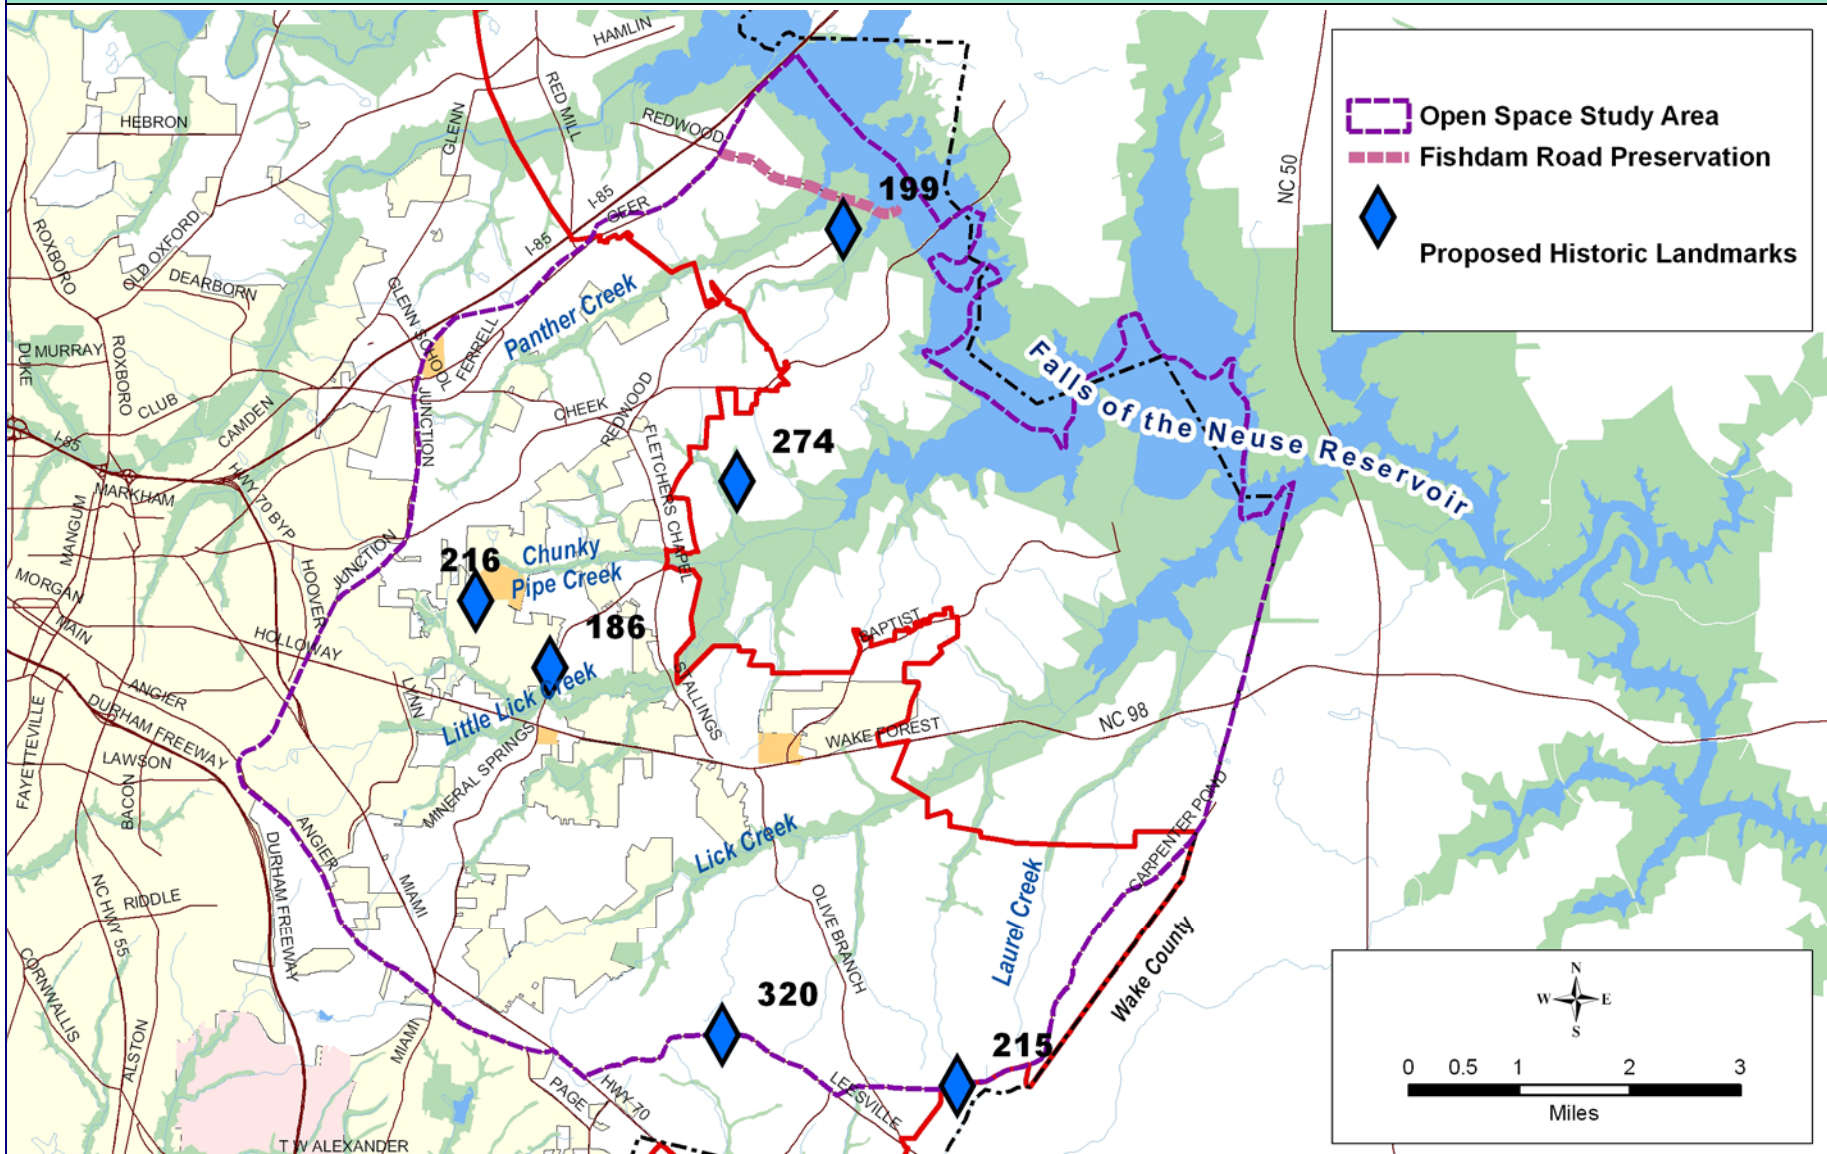 HAMLIN
RED MILL
HEBRON
GLENN
REDWOOD
I-85
GEER
I-85
199
NC 50
Open Space Study Area
Fishdam Road Preservation
Proposed Historic Landmarks
ROXBORO
OLD OXFORD
DEARBORN
GLENN SCHOOL
FERRELL
Panther Creek
MURRAY
DUKE
ROXBORO
CLUB
CAMDEN
JUNCTION
CHEEK
REDWOOD
FLETCHERS CHAPEL
274
Falls of the Neuse Reservoir
I-85
MARKHAM
HWY 70 BYP
MANGUM
JUNCTION
HOOVER
216
Chunky
Pipe Creek
186
MORGAN
MAIN
HOLLOWAY
BAPTIST
LYNN
Little Lick Creek
STALLINGS
ANGIER
DURHAM FREEWAY
FAYETTEVILLE
LAWSON
BACON
MINERAL SPRINGS
WAKE FOREST
NC 98
ANGIER
DURHAM FREEWAY
MIAMI
Lick Creek
CARPENTER POND
NC HWY 55
RIDDLE
OLIVE BRANCH
Laurel Creek
Wake County
CORNWALLIS
ALSTON
MIAMI
320
215
PAGE
HWY 70
LEESVILLE
T W ALEXANDER
N
W E
S
0 0.5 1 2 3
Miles